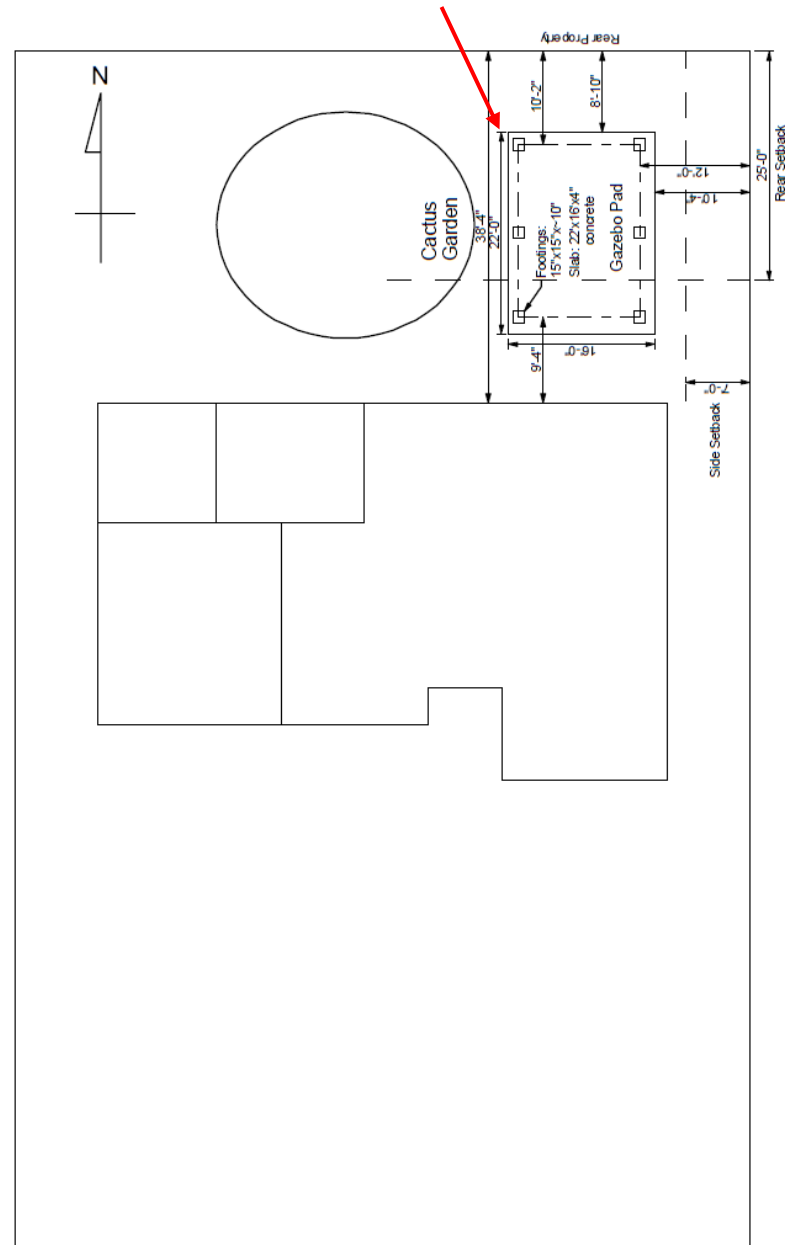 N
Rear Property
10'-2"
8'-10"
Cactus
Garden
38'-4"
22'-0"
Footings:
15"x15"x~10"
Slab: 22'x16'x4"
concrete
Gazebo Pad
12'-0"
10'-4"
25'-0"
Rear Setback
9'-4"
16'-0"
7'-0"
Side Setback